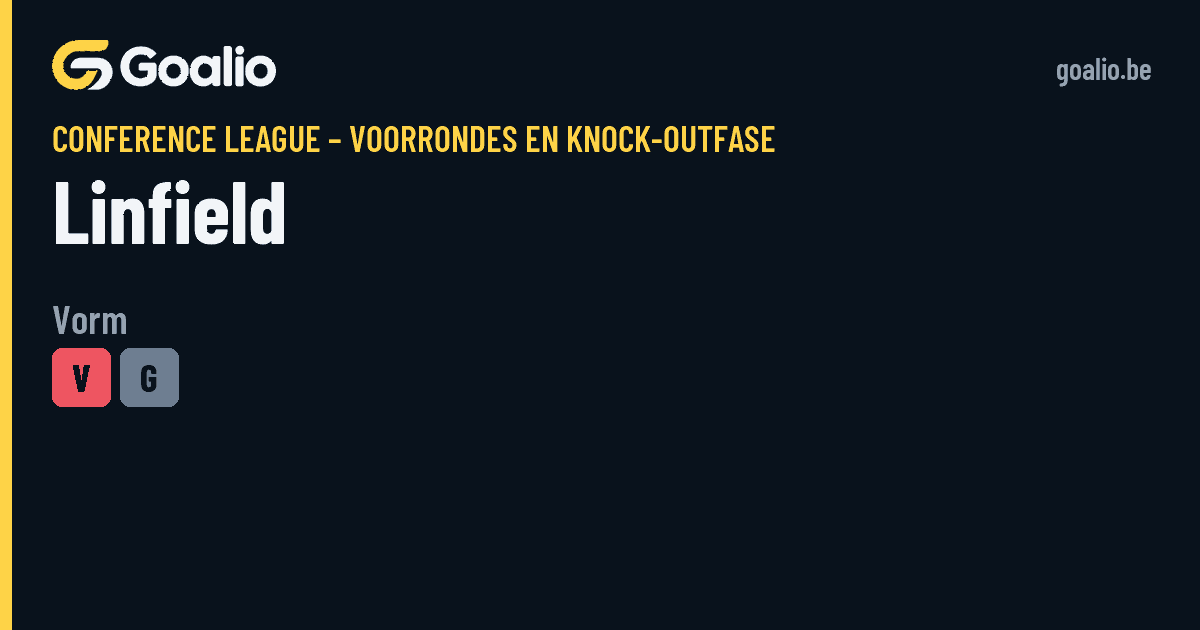 Goalio
goalio.be
CONFERENCE LEAGUE – VOORRONDES EN KNOCK-OUTFASE
Linfield
Vorm
V G